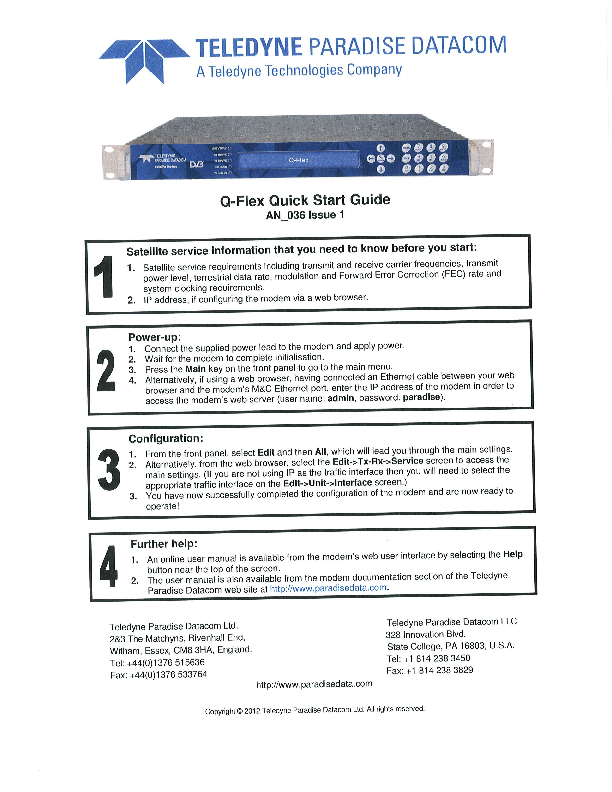 TELEDYNE PARADISE DATACOM
A Teledyne Technologies Company
TELEDYNE
PARADISE DATACOM
DVB
Q-Flex
Q-Flex Quick Start Guide
AN_036 Issue 1
1
Satellite service information that you need to know before you start:
1. Satellite service requirements including transmit and receive carrier frequencies, transmit
power level, terrestrial data rate, modulation and Forward Error Correction (FEC) rate and
system clocking requirements.
2. IP address, if configuring the modem via a web browser.
2
Power-up:
1. Connect the supplied power lead to the modem and apply power.
2. Wait for the modem to complete initialisation.
3. Press the Main key on the front panel to go to the main menu.
4. Alternatively, if using a web browser, having connected an Ethernet cable between your web
browser and the modem's M&C Ethernet port, enter the IP address of the modem in order to
access the modem's web server (user name, admin, password, paradise).
3
Configuration:
1. From the front panel, select Edit and then All, which will lead you through the main settings.
2. Alternatively, from the web browser, select the Edit->Tx-Rx->Service screen to access the
main settings. (If you are not using IP as the traffic interface then you will need to select the
appropriate traffic interface on the Edit->Unit->Interface screen.)
3. You have now successfully completed the configuration of the modem and are now ready to
operate!
4
Further help:
1. An online user manual is available from the modem's web user interface by selecting the Help
button near the top of the screen.
2. The user manual is also available from the modem documentation section of the Teledyne
Paradise Datacom web site at http://www.paradisedata.com.
Teledyne Paradise Datacom Ltd.
2&3 The Matchyns, Rivenhall End,
Witham, Essex, CM8 3HA, England.
Tel: +44(0)1376 515636
Fax: +44(0)1376 533764
Teledyne Paradise Datacom LLC
328 Innovation Blvd.
State College, PA 16803, U.S.A.
Tel: +1 814 238 3450
Fax: +1 814 238 3829
http://www.paradisedata.com
Copyright © 2012 Teledyne Paradise Datacom Ltd. All rights reserved.